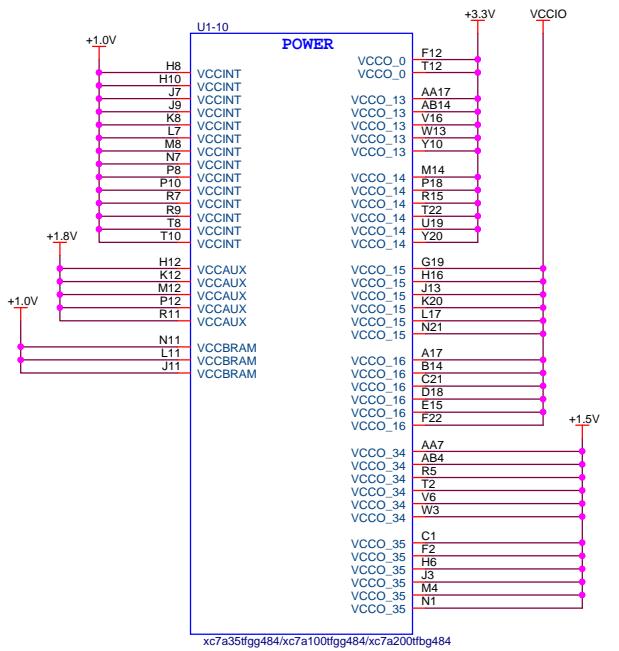 +3.3V VCCIO
U1-10
+1.0V
POWER
F12 VCCO_0
T12 VCCO_0
H8 VCCINT
H10 VCCINT
J7 VCCINT
J9 VCCINT
K8 VCCINT
L7 VCCINT
M8 VCCINT
N7 VCCINT
P8 VCCINT
P10 VCCINT
R7 VCCINT
R9 VCCINT
T8 VCCINT
T10 VCCINT
AA17 VCCO_13
AB14 VCCO_13
V16 VCCO_13
W13 VCCO_13
Y10 VCCO_13
M14 VCCO_14
P18 VCCO_14
R15 VCCO_14
T22 VCCO_14
U19 VCCO_14
Y20 VCCO_14
+1.8V
H12 VCCAUX
K12 VCCAUX
M12 VCCAUX
P12 VCCAUX
R11 VCCAUX
G19 VCCO_15
H16 VCCO_15
J13 VCCO_15
K20 VCCO_15
L17 VCCO_15
N21 VCCO_15
+1.0V
N11 VCCBRAM
L11 VCCBRAM
J11 VCCBRAM
A17 VCCO_16
B14 VCCO_16
C21 VCCO_16
D18 VCCO_16
E15 VCCO_16
F22 VCCO_16
+1.5V
AA7 VCCO_34
AB4 VCCO_34
R5 VCCO_34
T2 VCCO_34
V6 VCCO_34
W3 VCCO_34
C1 VCCO_35
F2 VCCO_35
H6 VCCO_35
J3 VCCO_35
M4 VCCO_35
N1 VCCO_35
xc7a35tfgg484/xc7a100tfgg484/xc7a200tfbg484